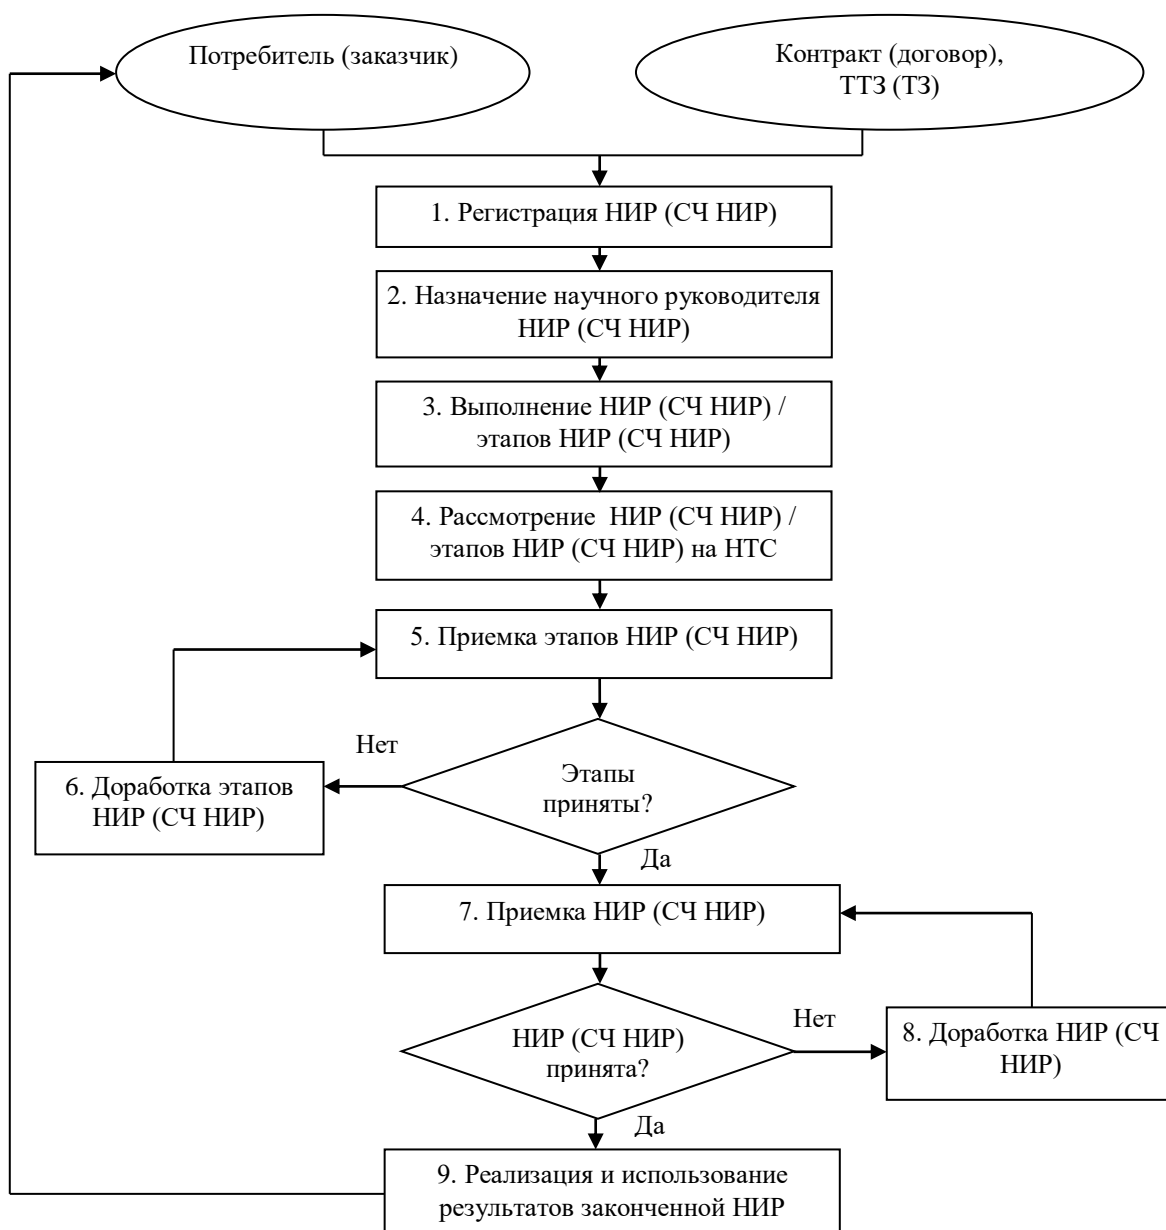 Потребитель (заказчик)
Контракт (договор),
ТТЗ (ТЗ)
1. Регистрация НИР (СЧ НИР)
2. Назначение научного руководителя
НИР (СЧ НИР)
3. Выполнение НИР (СЧ НИР) /
этапов НИР (СЧ НИР)
4. Рассмотрение НИР (СЧ НИР) /
этапов НИР (СЧ НИР) на НТС
5. Приемка этапов НИР (СЧ НИР)
Нет
Этапы
приняты?
6. Доработка этапов
НИР (СЧ НИР)
Да
7. Приемка НИР (СЧ НИР)
НИР (СЧ НИР)
принята?
Нет
8. Доработка НИР (СЧ
НИР)
Да
9. Реализация и использование
результатов законченной НИР